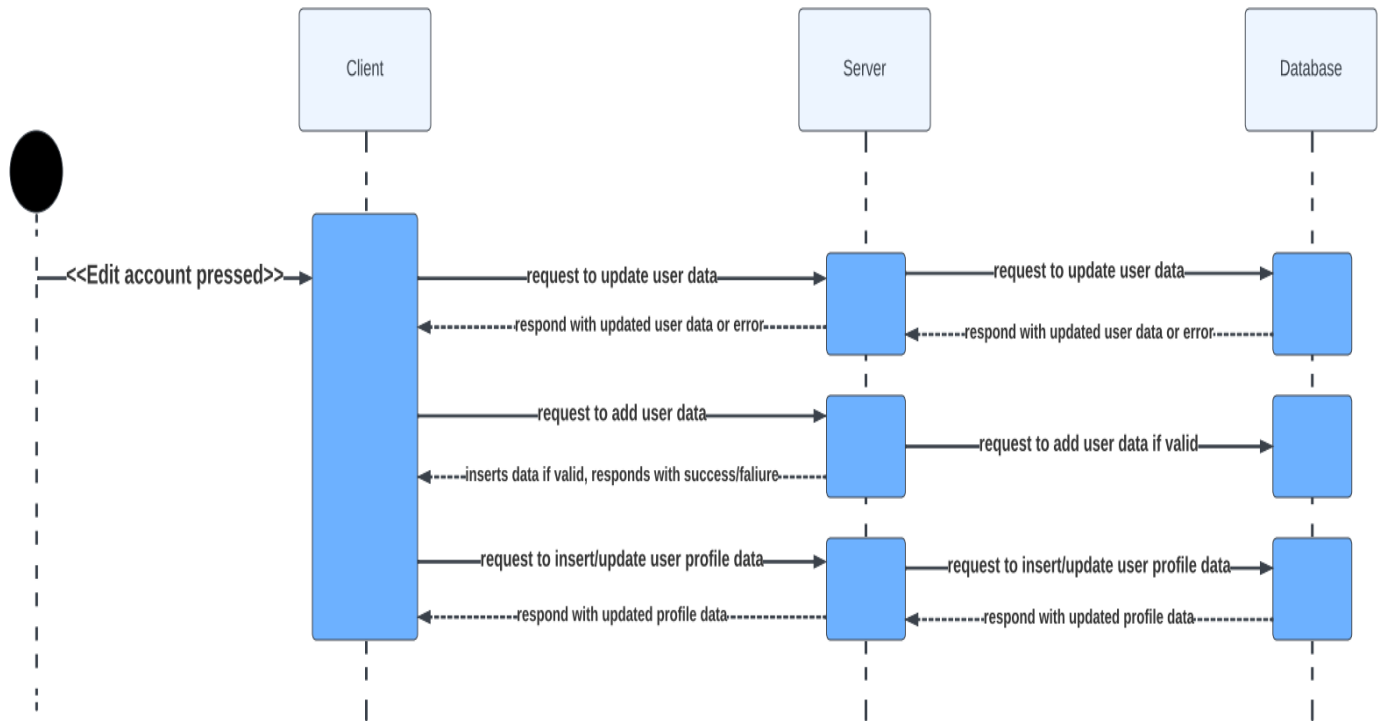 Client
Server
Database
<<Edit account pressed>>
request to update user data
request to update user data
respond with updated user data or error
respond with updated user data or error
request to add user data
request to add user data if valid
inserts data if valid, responds with success/faliure
request to insert/update user profile data
request to insert/update user profile data
respond with updated profile data
respond with updated profile data